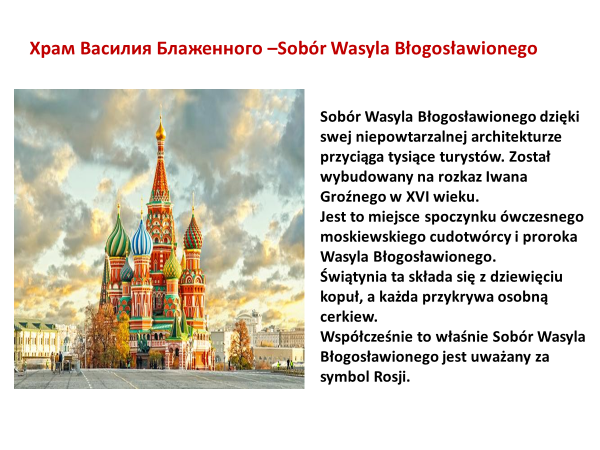 Храм Василия Блаженного –Sobór Wasyla Błogosławionego
Sobór Wasyla Błogosławionego dzięki
swej niepowtarzalnej architekturze
przyciąga tysiące turystów. Został
wybudowany na rozkaz Iwana
Groźnego w XVI wieku.
Jest to miejsce spoczynku ówczesnego
moskiewskiego cudotwórcy i proroka
Wasyla Błogosławionego.
Świątynia ta składa się z dziewięciu
kopuł, a każda przykrywa osobną
cerkiew.
Współcześnie to właśnie Sobór Wasyla
Błogosławionego jest uważany za
symbol Rosji.